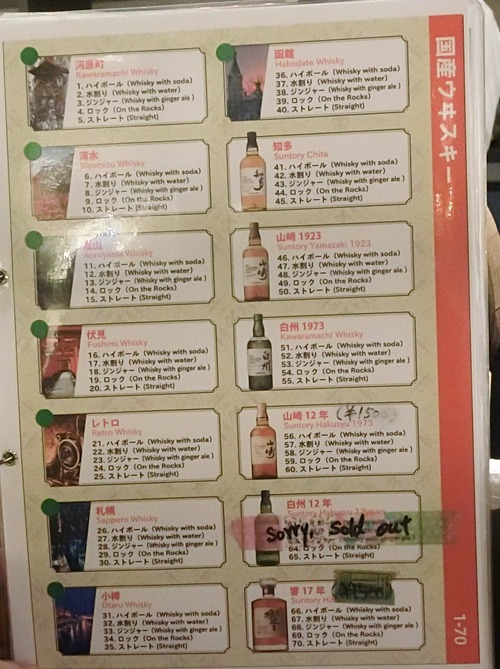 国産ウヰスキー
河原町
Kawaramachi Whisky
1. ハイボール (Whisky with soda)
2. 水割り (Whisky with water)
3. ジンジャー (Whisky with ginger ale )
4. ロック (On the Rocks)
5. ストレート (Straight)
清水
Kiyomizu Whisky
6. ハイボール (Whisky with soda)
7. 水割り (Whisky with water)
8. ジンジャー (Whisky with ginger ale )
9. ロック (On the Rocks)
10. ストレート (Straight)
嵐山
Arasiyama Whisky
11. ハイボール (Whisky with soda)
12. 水割り (Whisky with water)
13. ジンジャー (Whisky with ginger ale )
14. ロック (On the Rocks)
15. ストレート (Straight)
伏見
Fushimi Whisky
16. ハイボール (Whisky with soda)
17. 水割り (Whisky with water)
18. ジンジャー (Whisky with ginger ale )
19. ロック (On the Rocks)
20. ストレート (Straight)
レトロ
Retro Whisky
21. ハイボール (Whisky with soda)
22. 水割り (Whisky with water)
23. ジンジャー (Whisky with ginger ale )
24. ロック (On the Rocks)
25. ストレート (Straight)
札幌
Sapporo Whisky
26. ハイボール (Whisky with soda)
27. 水割り (Whisky with water)
28. ジンジャー (Whisky with ginger ale )
29. ロック (On the Rocks)
30. ストレート (Straight)
小樽
Otaru Whisky
31. ハイボール (Whisky with soda)
32. 水割り (Whisky with water)
33. ジンジャー (Whisky with ginger ale )
34. ロック (On the Rocks)
35. ストレート (Straight)
函館
Hakodate Whisky
36. ハイボール (Whisky with soda)
37. 水割り (Whisky with water)
38. ジンジャー (Whisky with ginger ale )
39. ロック (On the Rocks)
40. ストレート (Straight)
知多
Suntory Chita
41. ハイボール (Whisky with soda)
42. 水割り (Whisky with water)
43. ジンジャー (Whisky with ginger ale )
44. ロック (On the Rocks)
45. ストレート (Straight)
山崎 1923
Suntory Yamazaki 1923
46. ハイボール (Whisky with soda)
47. 水割り (Whisky with water)
48. ジンジャー (Whisky with ginger ale )
49. ロック (On the Rocks)
50. ストレート (Straight)
白州 1973
Kawaramachi Whisky
51. ハイボール (Whisky with soda)
52. 水割り (Whisky with water)
53. ジンジャー (Whisky with ginger ale )
54. ロック (On the Rocks)
55. ストレート (Straight)
山崎 12 年
Suntory Hakusyu 1973
56. ハイボール (Whisky with soda)
57. 水割り (Whisky with water)
58. ジンジャー (Whisky with ginger ale )
59. ロック (On the Rocks)
60. ストレート (Straight)
白州 12 年
Suntory Hakusyu 12years
Sorry, sold out
64. ロック (On the Rocks)
65. ストレート (Straight)
響 17 年
Suntory
66. ハイボール (Whisky with soda)
67. 水割り (Whisky with water)
68. ジンジャー (Whisky with ginger ale )
69. ロック (On the Rocks)
70. ストレート (Straight)
1-70